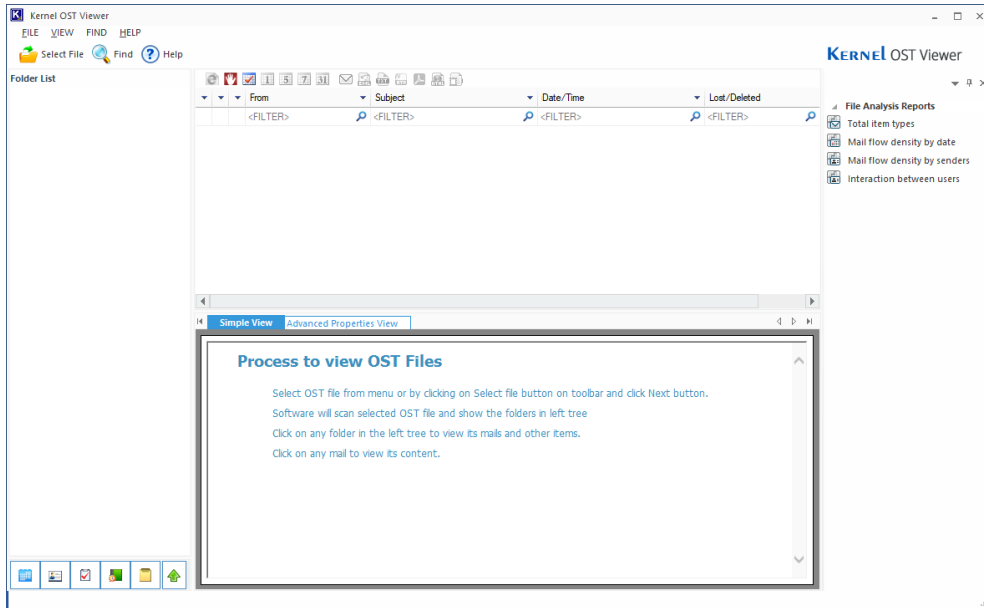 Kernel OST Viewer
FILE VIEW FIND HELP
Select File Find ? Help
KERNEL OST Viewer
Folder List
1 5 7 31
From Subject Date/Time Lost/Deleted
<FILTER> <FILTER> <FILTER> <FILTER>
File Analysis Reports
Total item types
Mail flow density by date
Mail flow density by senders
Interaction between users
Simple View Advanced Properties View
Process to view OST Files
Select OST file from menu or by clicking on Select file button on toolbar and click Next button.
Software will scan selected OST file and show the folders in left tree
Click on any folder in the left tree to view its mails and other items.
Click on any mail to view its content.